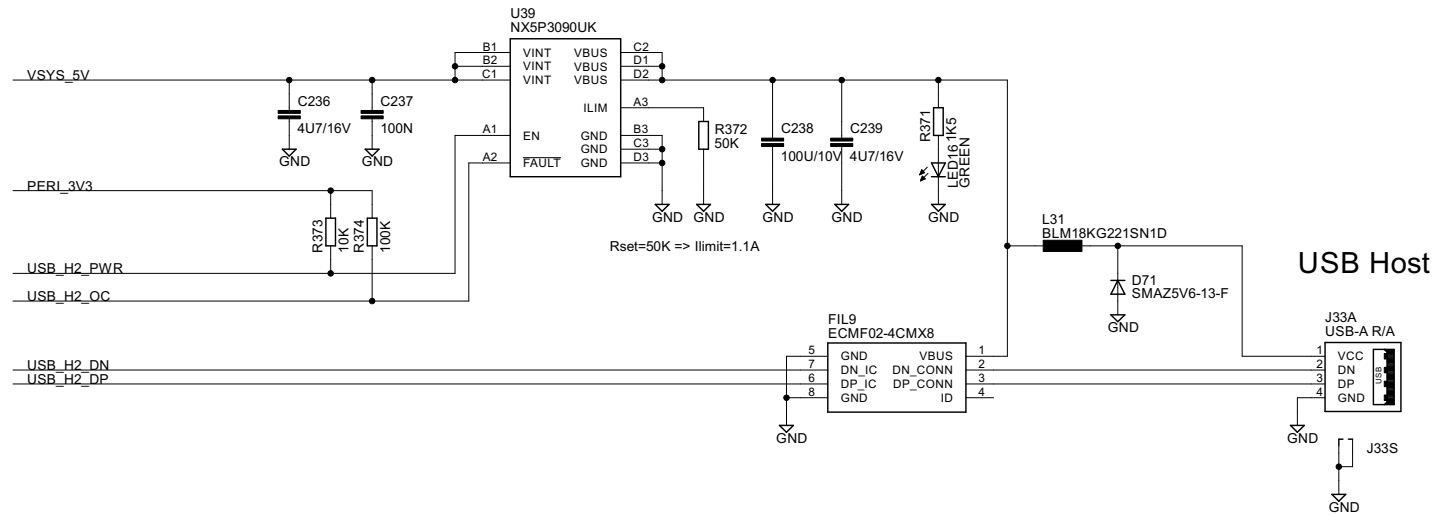 U39
NX5P3090UK
B1 VINT VBUS C2
B2 VINT VBUS D1
VSYS_5V
C1 VINT VBUS D2
C236
4U7/16V
GND
C237
100N
GND
ILIM A3
A1 EN GND B3
GND C3
A2 FAULT GND D3
R372
50K
C238
100U/10V
C239
4U7/16V
R371
1K5
LED16
GREEN
GND
GND
GND
GND
GND
PERI_3V3
R373
10K
R374
100K
Rset=50K => Ilimit=1.1A
L31
BLM18KG221SN1D
USB Host
USB_H2_PWR
USB_H2_OC
D71
SMAZ5V6-13-F
GND
FIL9
ECMF02-4CMX8
J33A
USB-A R/A
5 GND VBUS 1
USB_H2_DN
7 DN_IC DN_CONN 2
USB_H2_DP
6 DP_IC DP_CONN 3
8 GND ID 4
GND
1 VCC
2 DN
3 DP
4 GND
USB
GND
J33S
GND